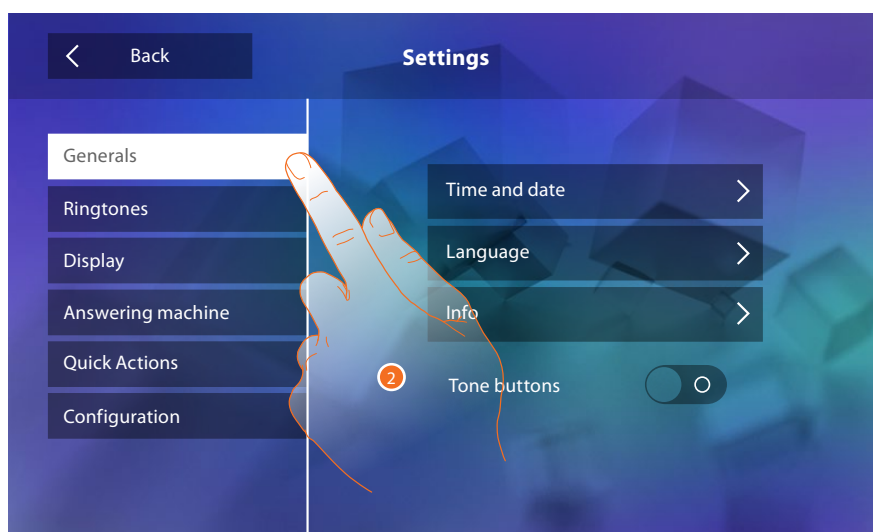 Back
Settings
Generals
Ringtones
Display
Answering machine
Quick Actions
Configuration
Time and date
Language
Info
2
Tone buttons